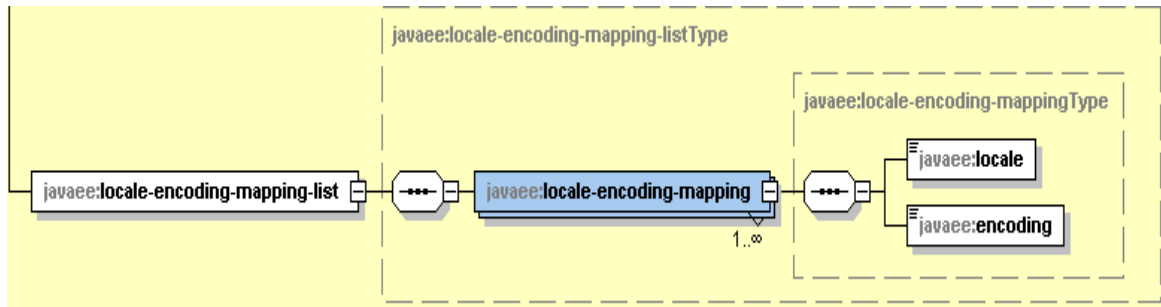 javaee:locale-encoding-mapping-listType
javaee:locale-encoding-mappingType
javaee:locale
javaee:locale-encoding-mapping-list
javaee:locale-encoding-mapping
javaee:encoding
1..∞